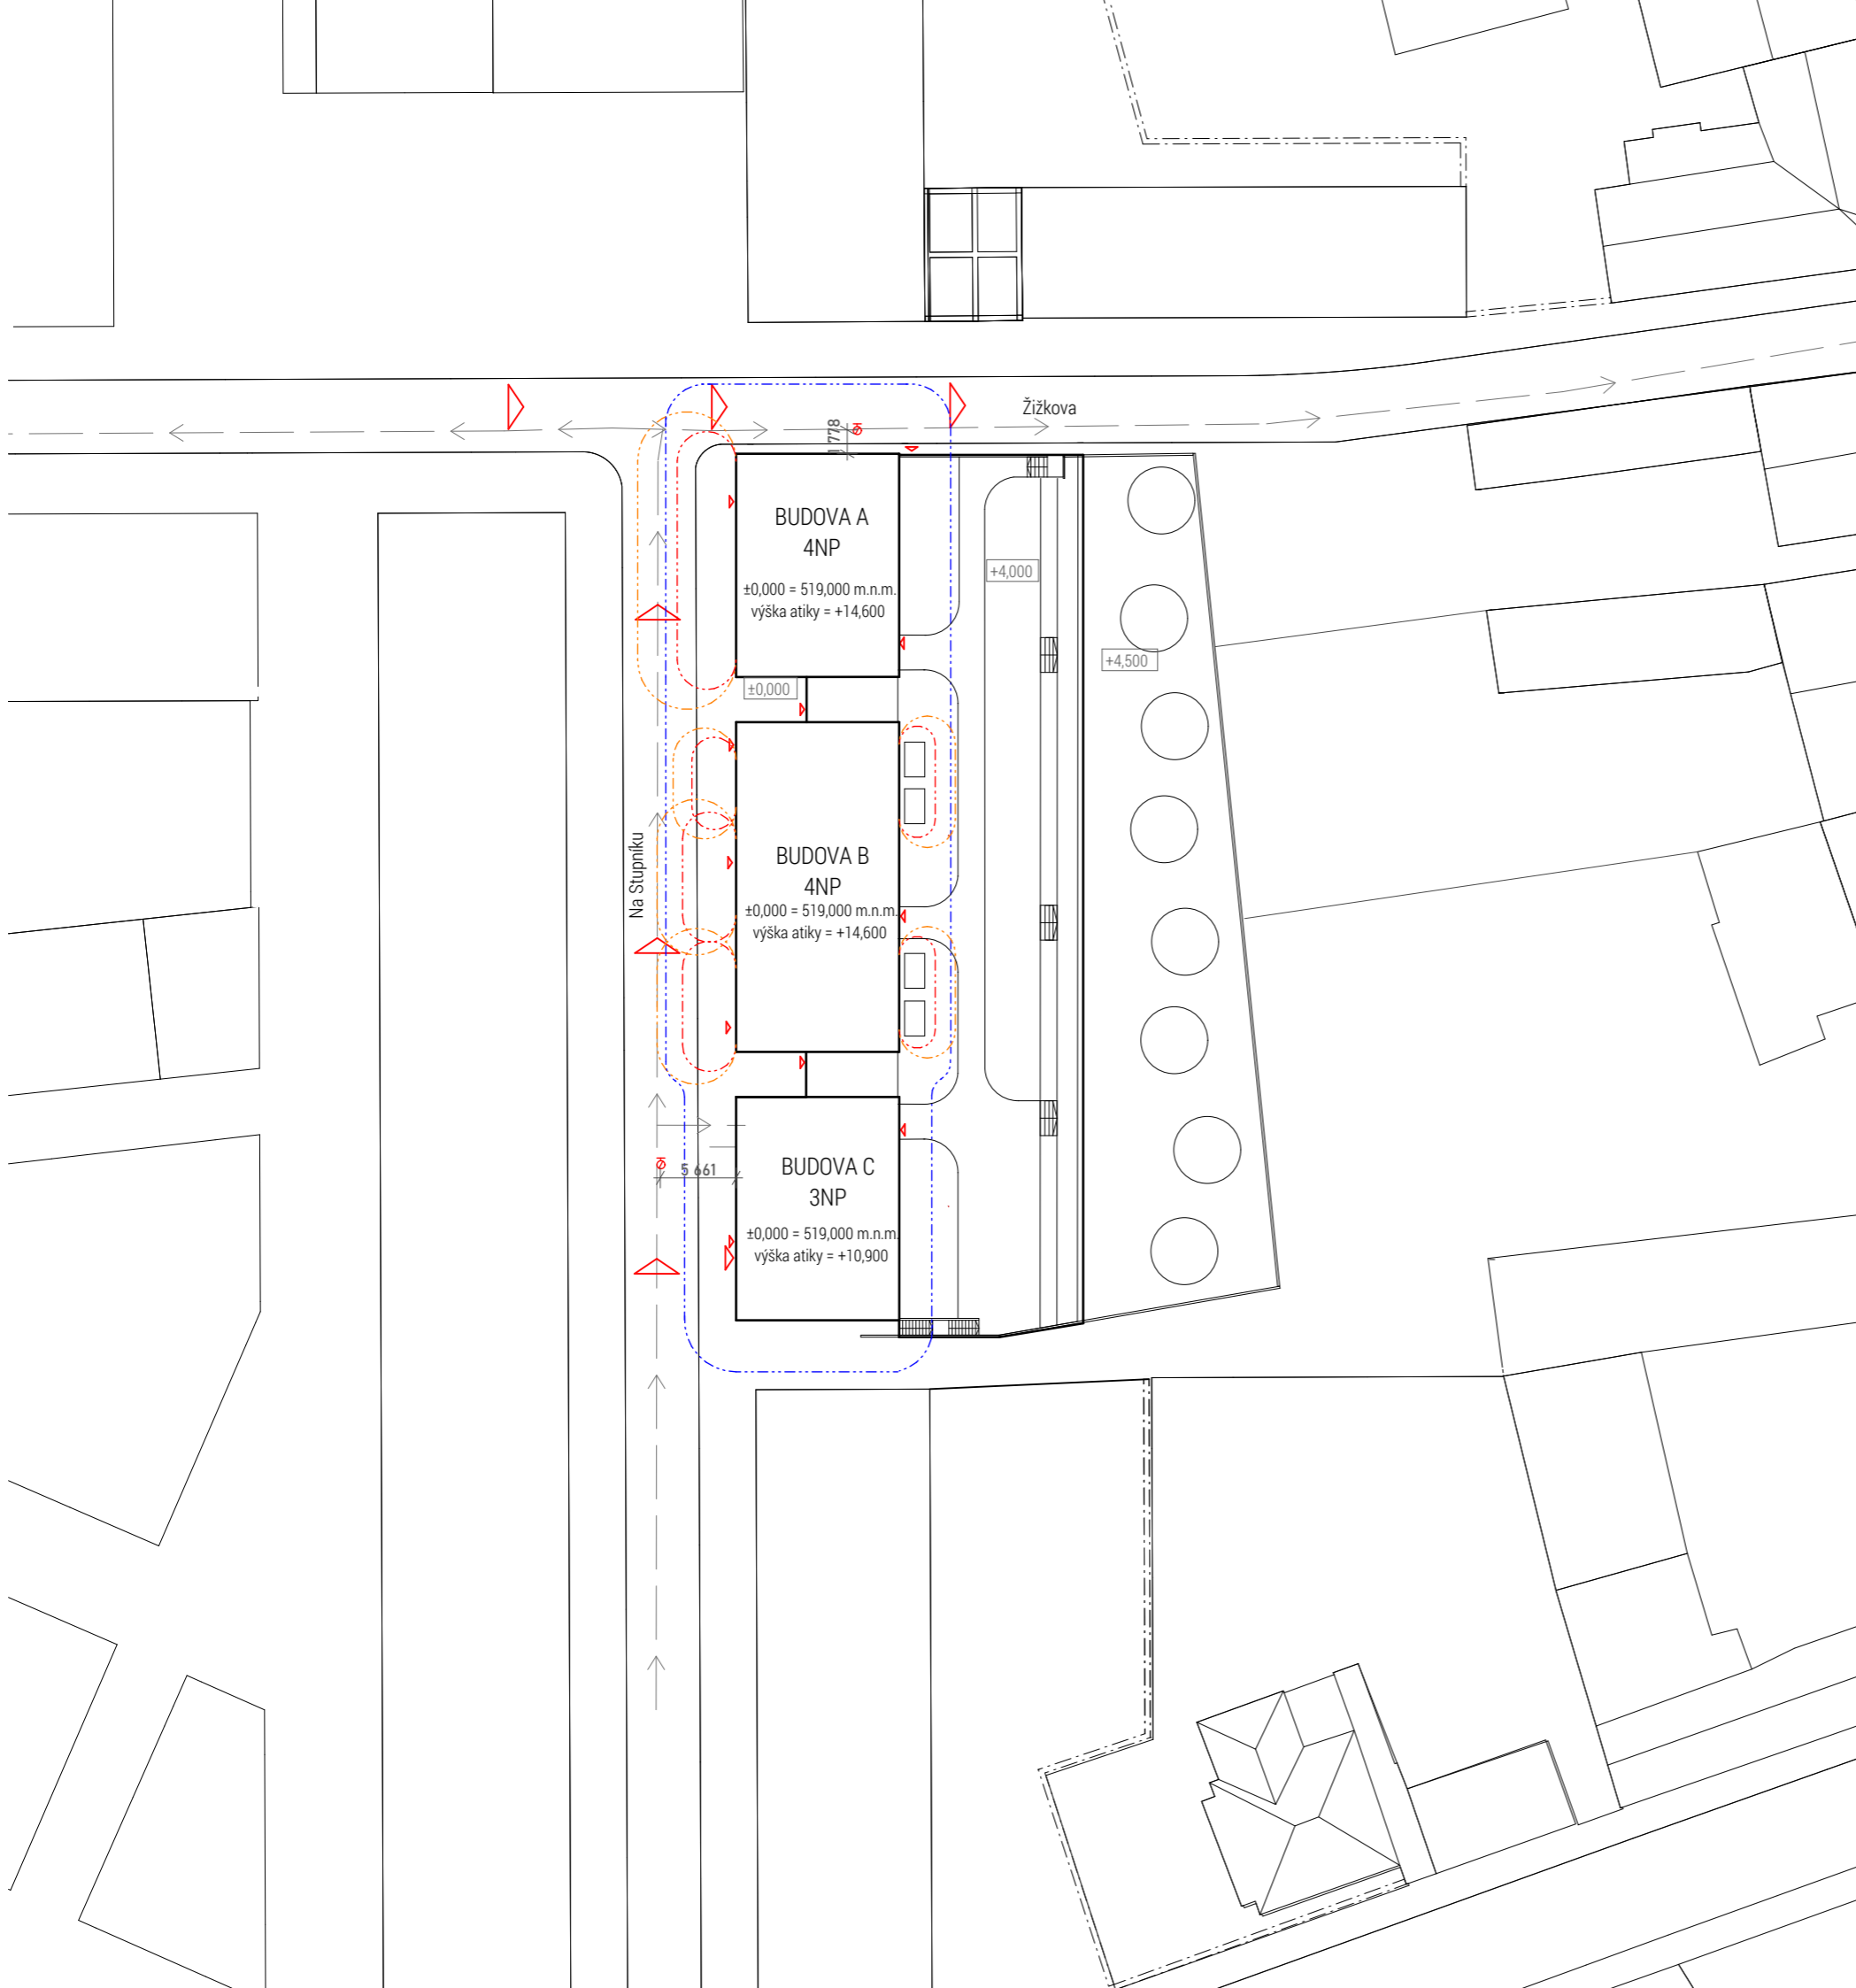 Žižkova
1 778
BUDOVA A
4NP
±0,000 = 519,000 m.n.m.
výška atiky = +14,600
+4,000
+4,500
±0,000
Na Stupníku
BUDOVA B
4NP
±0,000 = 519,000 m.n.m.
výška atiky = +14,600
5 661
BUDOVA C
3NP
±0,000 = 519,000 m.n.m.
výška atiky = +10,900